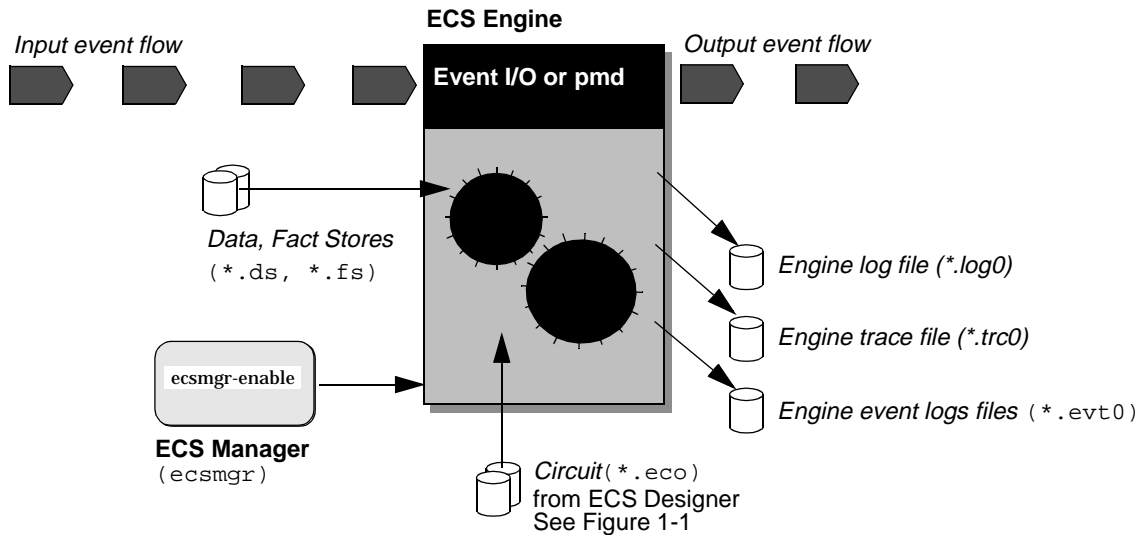 ECS Engine
Input event flow
Output event flow
Event I/O or pmd
Data, Fact Stores
(*.ds, *.fs)
Engine log file (*.log0)
Engine trace file (*.trc0)
ecsmgr-enable
Engine event logs files (*.evt0)
ECS Manager
(ecsmgr)
Circuit(*.eco)
from ECS Designer
See Figure 1-1